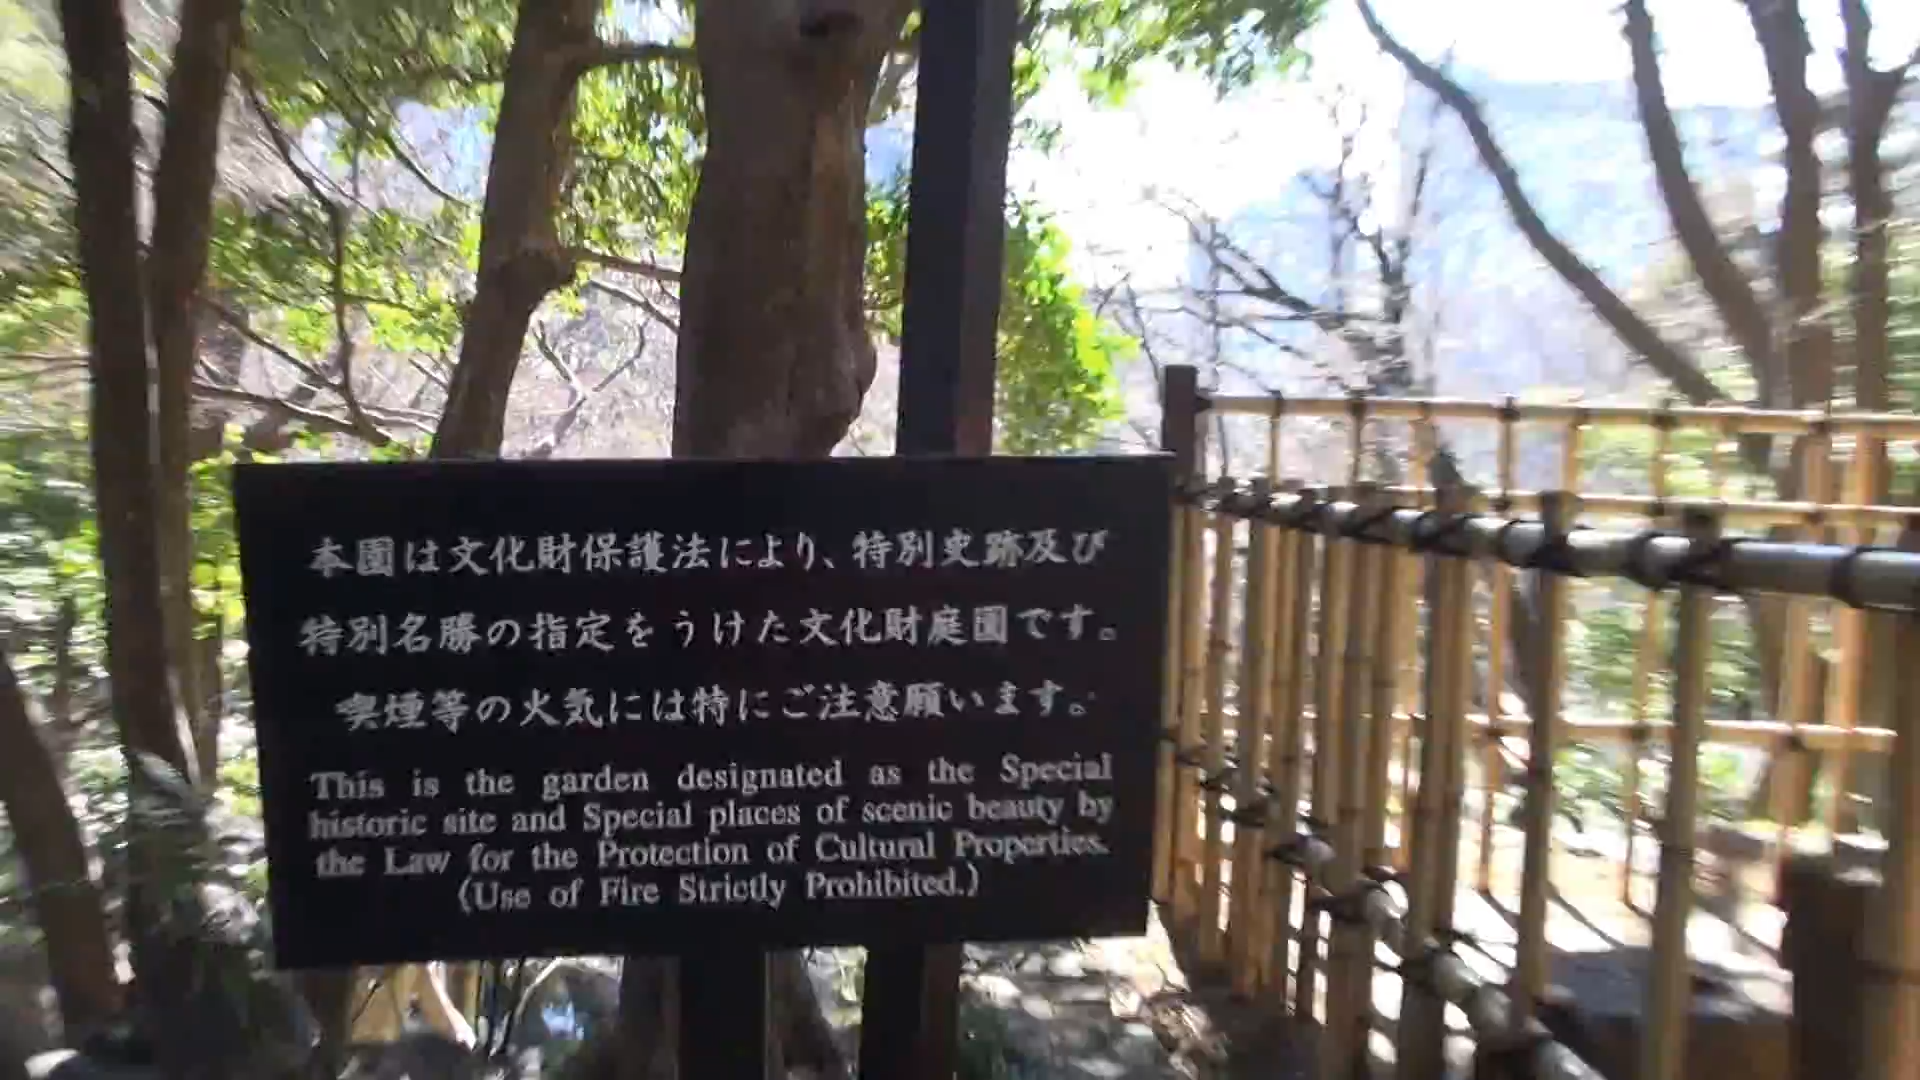 本園は文化財保護法により、特別史跡及び
特別名勝の指定をうけた文化財庭園です。
喫煙等の火気には特にご注意願います。
This is the garden designated as the Special
historic site and Special places of scenic beauty by
the Law for the Protection of Cultural Properties.
(Use of Fire Strictly Prohibited.)